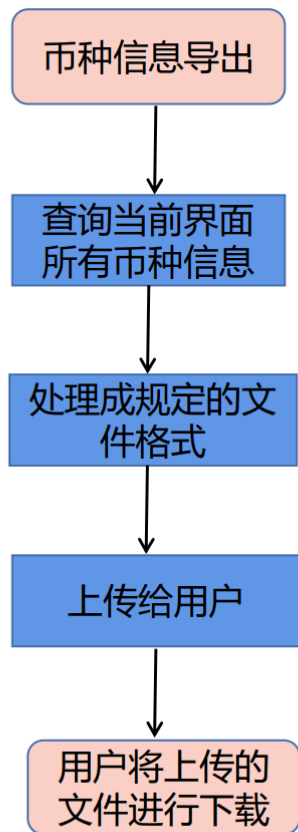 币种信息导出
查询当前界面
所有币种信息
处理成规定的文
件格式
上传给用户
用户将上传的
文件进行下载